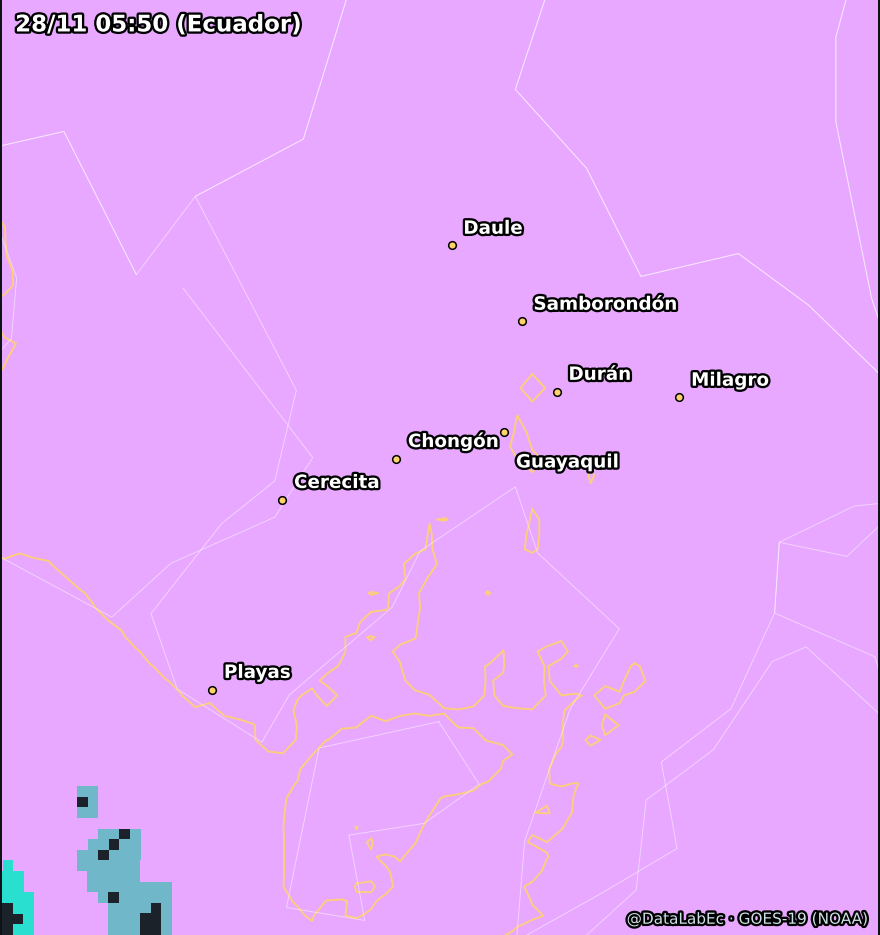 28/11 05:50 (Ecuador)
Daule
Samborondón
Durán
Milagro
Chongón
Guayaquil
Cerecita
Playas
@DataLabEc · GOES-19 (NOAA)